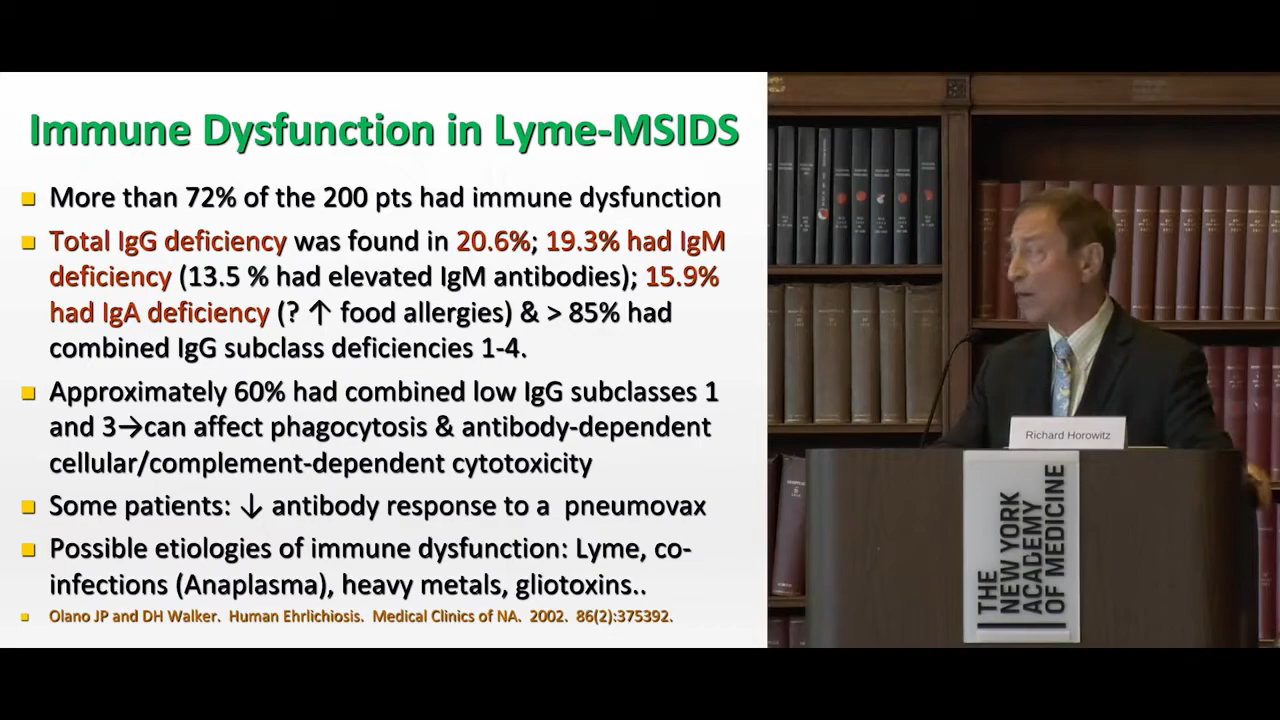 Immune Dysfunction in Lyme-MSIDS
More than 72% of the 200 pts had immune dysfunction
Total IgG deficiency was found in 20.6%; 19.3% had IgM
deficiency (13.5 % had elevated IgM antibodies); 15.9%
had IgA deficiency (? ↑ food allergies) & > 85% had
combined IgG subclass deficiencies 1-4.
Approximately 60% had combined low IgG subclasses 1
and 3→can affect phagocytosis & antibody-dependent
cellular/complement-dependent cytotoxicity
Some patients: ↓ antibody response to a pneumovax
Possible etiologies of immune dysfunction: Lyme, co-
infections (Anaplasma), heavy metals, gliotoxins..
Olano JP and DH Walker. Human Ehrlichiosis. Medical Clinics of NA. 2002. 86(2):375392.
Richard Horowitz
THE
NEW YORK
ACADEMY
OF MEDICINE